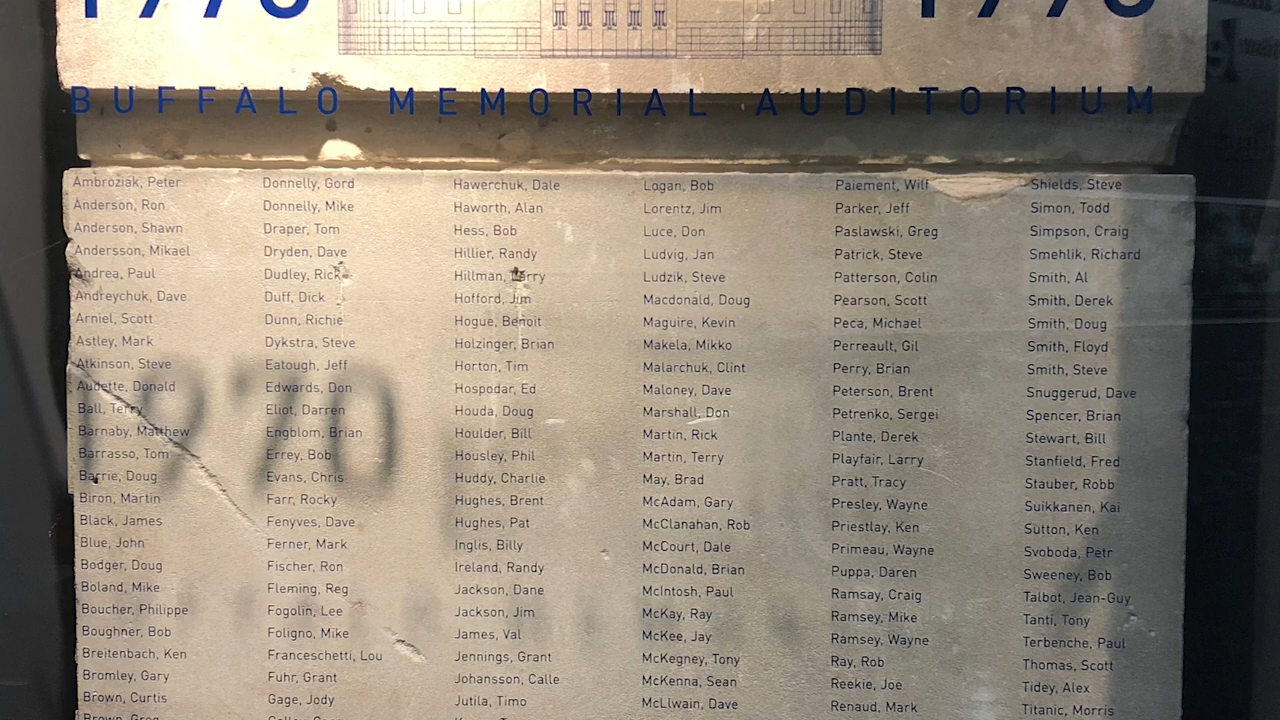 BUFFALO MEMORIAL AUDITORIUM
Ambroziak, Peter
Anderson, Ron
Anderson, Shawn
Andersson, Mikael
Andrea, Paul
Andreychuk, Dave
Arniel, Scott
Astley, Mark
Atkinson, Steve
Audette, Donald
Ball, Terry
Barnaby, Matthew
Barrasso, Tom
Barrie, Doug
Biron, Martin
Black, James
Blue, John
Bodger, Doug
Boland, Mike
Boucher, Philippe
Boughner, Bob
Breitenbach, Ken
Bromley, Gary
Brown, Curtis
Brown, Greg
Donnelly, Gord
Donnelly, Mike
Draper, Tom
Dryden, Dave
Dudley, Rick
Duff, Dick
Dunn, Richie
Dykstra, Steve
Eatough, Jeff
Edwards, Don
Eliot, Darren
Engblom, Brian
Errey, Bob
Evans, Chris
Farr, Rocky
Fenyves, Dave
Ferner, Mark
Fischer, Ron
Fleming, Reg
Fogolin, Lee
Foligno, Mike
Franceschetti, Lou
Fuhr, Grant
Gage, Jody
Hawerchuk, Dale
Haworth, Alan
Hess, Bob
Hillier, Randy
Hillman, Larry
Hofford, Jim
Hogue, Benoit
Holzinger, Brian
Horton, Tim
Hospodar, Ed
Houda, Doug
Houlder, Bill
Housley, Phil
Huddy, Charlie
Hughes, Brent
Hughes, Pat
Inglis, Billy
Ireland, Randy
Jackson, Dane
Jackson, Jim
James, Val
Jennings, Grant
Johansson, Calle
Jutila, Timo
Logan, Bob
Lorentz, Jim
Luce, Don
Ludvig, Jan
Ludzik, Steve
Macdonald, Doug
Maguire, Kevin
Makela, Mikko
Malarchuk, Clint
Maloney, Dave
Marshall, Don
Martin, Rick
Martin, Terry
May, Brad
McAdam, Gary
McClanahan, Rob
McCourt, Dale
McDonald, Brian
McIntosh, Paul
McKay, Ray
McKee, Jay
McKegney, Tony
McKenna, Sean
McLlwain, Dave
Paiement, Wilf
Parker, Jeff
Paslawski, Greg
Patrick, Steve
Patterson, Colin
Pearson, Scott
Peca, Michael
Perreault, Gil
Perry, Brian
Peterson, Brent
Petrenko, Sergei
Plante, Derek
Playfair, Larry
Pratt, Tracy
Presley, Wayne
Priestlay, Ken
Primeau, Wayne
Puppa, Daren
Ramsay, Craig
Ramsey, Mike
Ramsey, Wayne
Ray, Rob
Reekie, Joe
Renaud, Mark
Shields, Steve
Simon, Todd
Simpson, Craig
Smehlik, Richard
Smith, Al
Smith, Derek
Smith, Doug
Smith, Floyd
Smith, Steve
Snuggerud, Dave
Spencer, Brian
Stewart, Bill
Stanfield, Fred
Stauber, Robb
Suikkanen, Kai
Sutton, Ken
Svoboda, Petr
Sweeney, Bob
Talbot, Jean-Guy
Tanti, Tony
Terbenche, Paul
Thomas, Scott
Tidey, Alex
Titanic, Morris